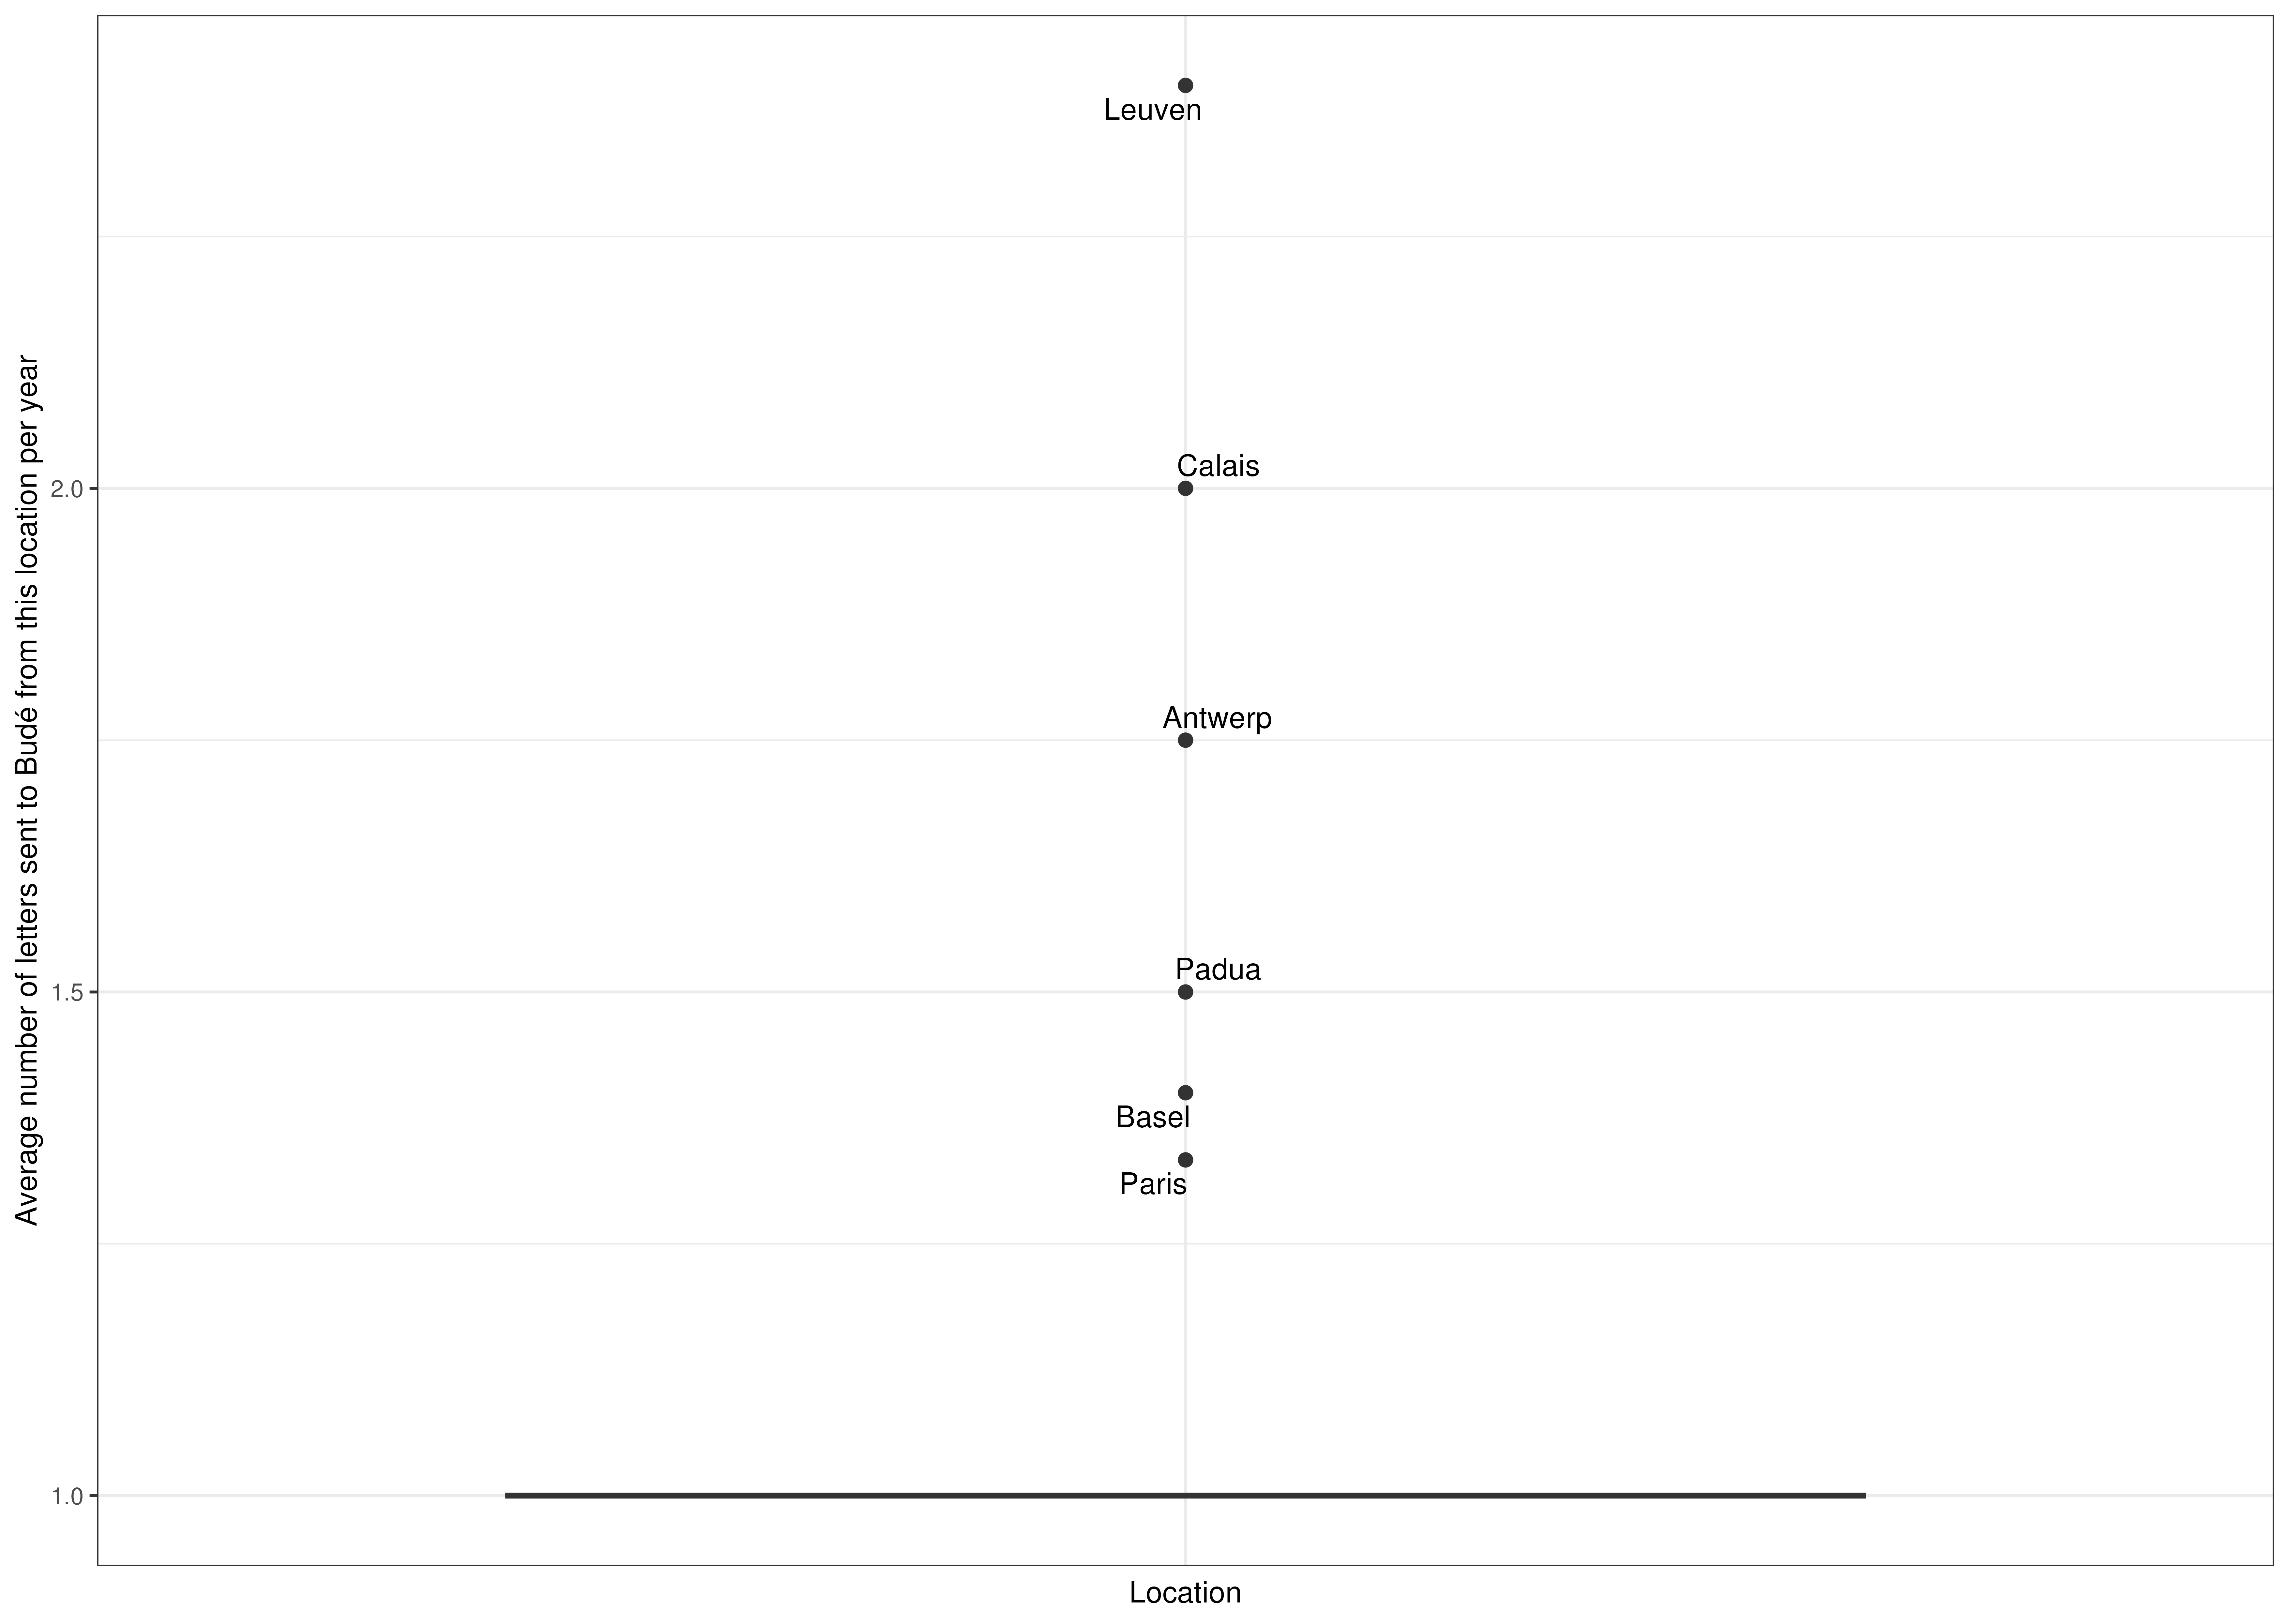 Average number of letters sent to Budé from this location per year
2.0
1.5
1.0
Leuven
Calais
Antwerp
Padua
Basel
Paris
Location